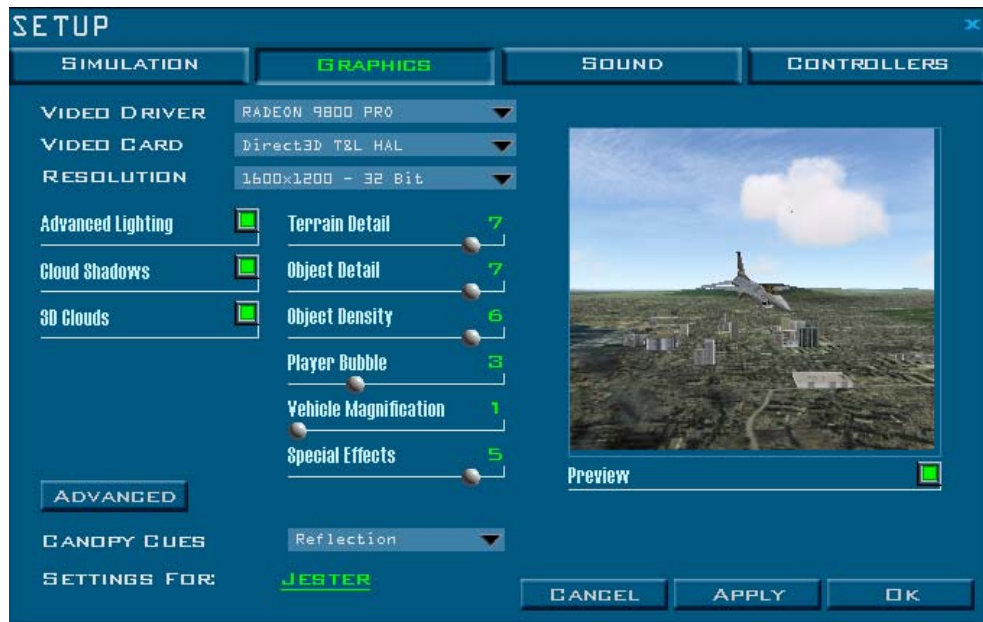 SETUP x
SIMULATION GRAPHICS SOUND CONTROLLERS
VIDEO DRIVER RADEON 9800 PRO
VIDEO CARD Direct3D T&L HAL
RESOLUTION 1600x1200 - 32 Bit
Advanced Lighting Terrain Detail 7
Cloud Shadows Object Detail 7
3D Clouds Object Density 6
Player Bubble 3
Vehicle Magnification 1
Special Effects 5
Preview
ADVANCED
CANOPY CUES Reflection
SETTINGS FOR: JESTER
CANCEL APPLY OK